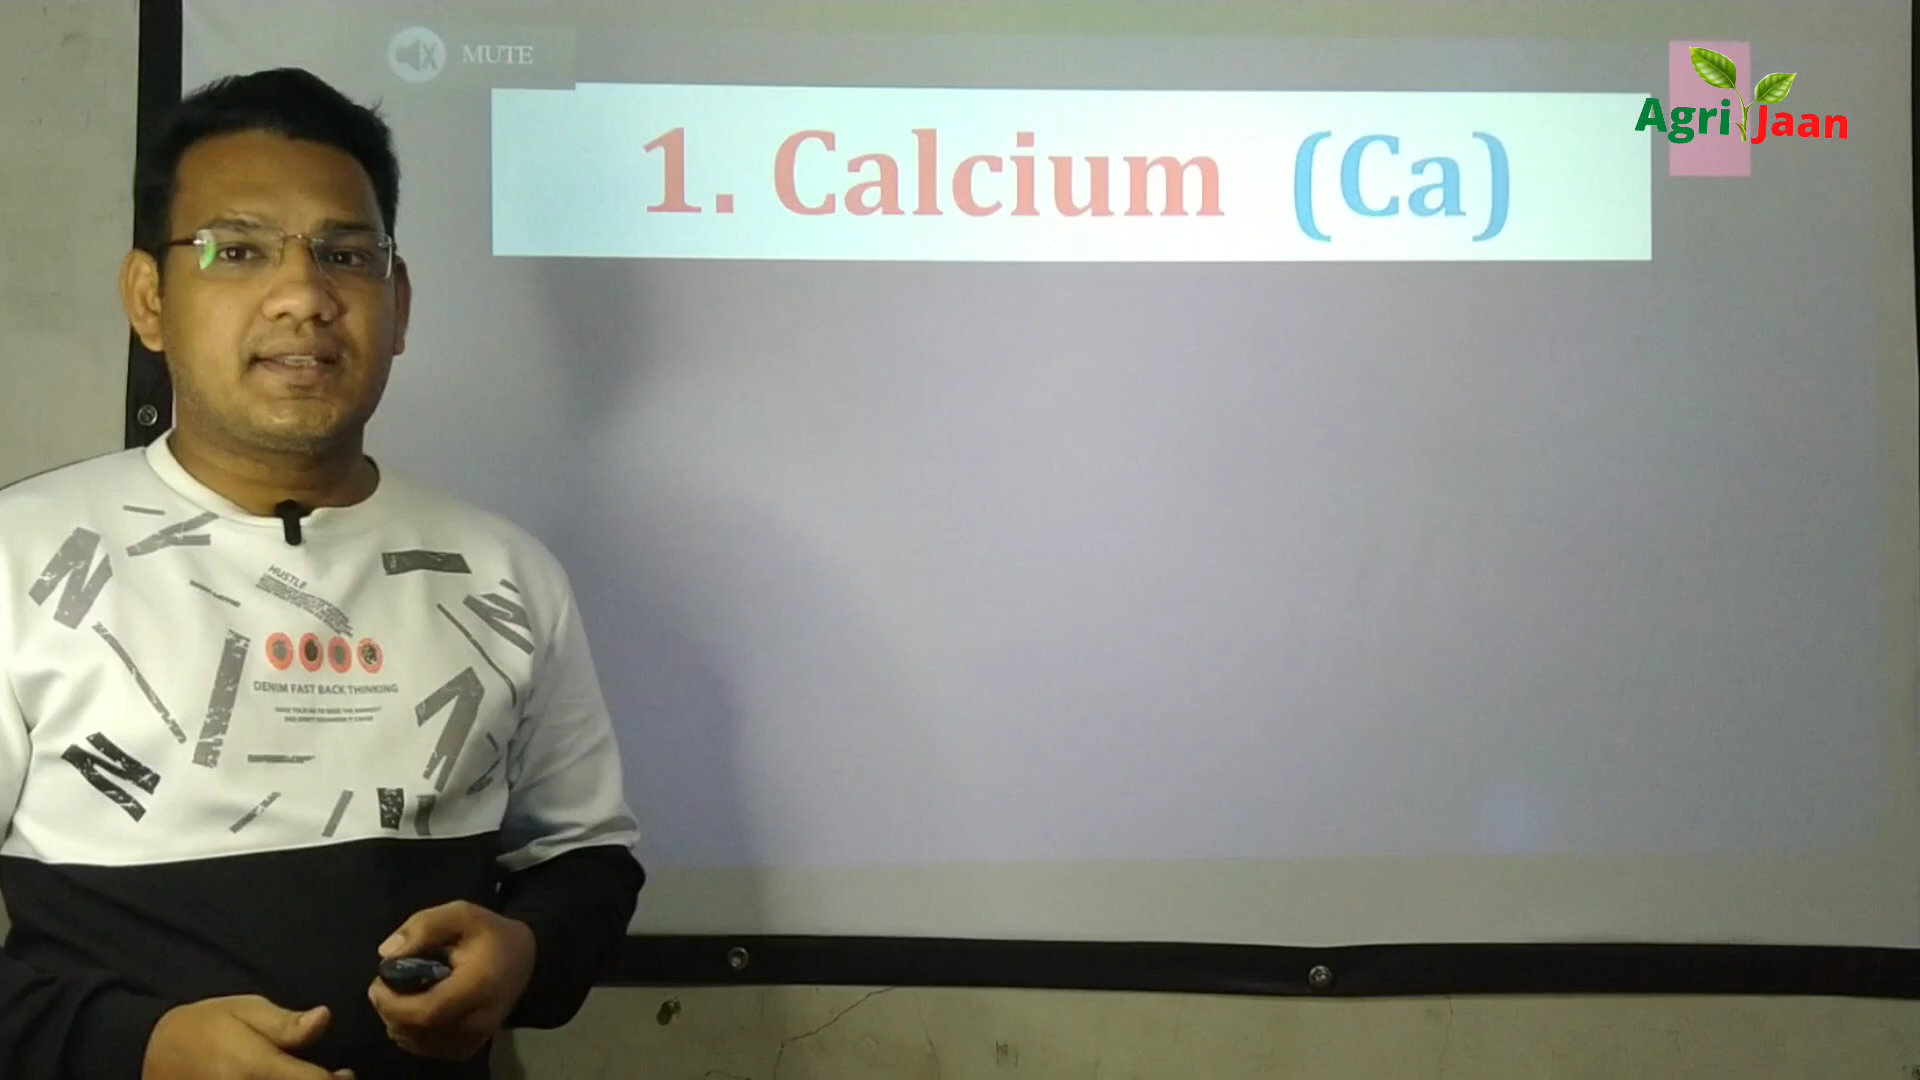 MUTE
1. Calcium (Ca)
Agri Jaan
HUSTLE
DENIM FAST BACK THINKING